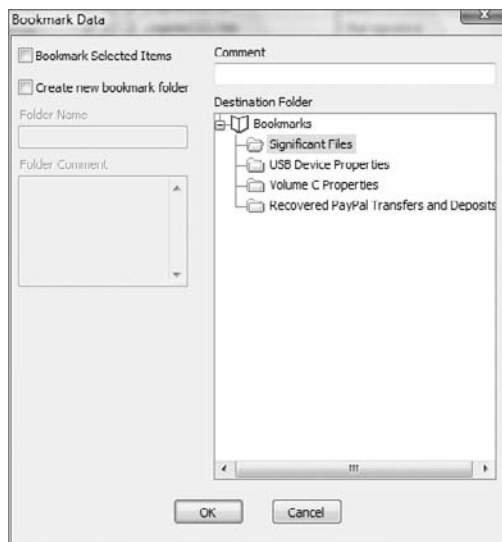 Bookmark Data
Bookmark Selected Items
Create new bookmark folder
Folder Name
Folder Comment
Comment
Destination Folder
Bookmarks
Significant Files
USB Device Properties
Volume C Properties
Recovered PayPal Transfers and Deposits
OK
Cancel